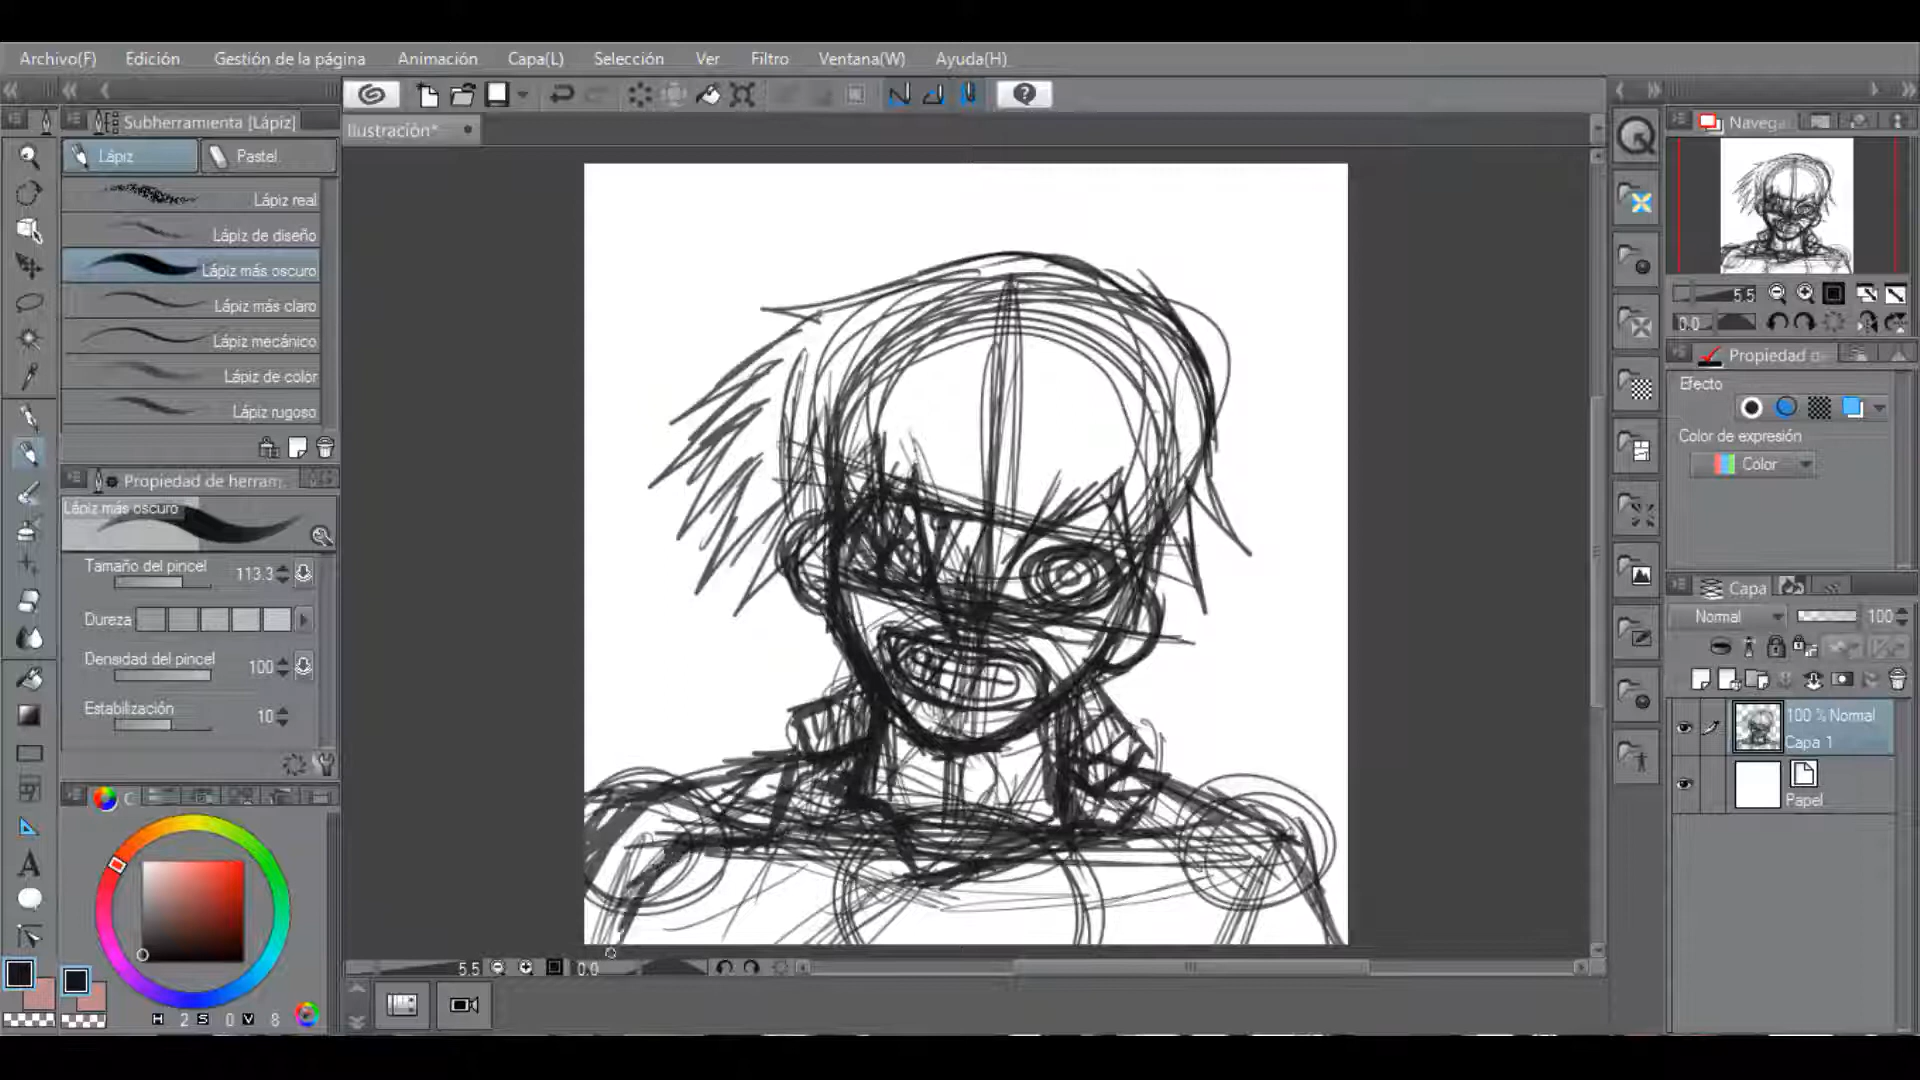 Archivo(F) Edición Gestión de la página Animación Capa(L) Selección Ver Filtro Ventana(W) Ayuda(H)
Subherramienta [Lápiz]
Ilustración*
Navega
Lápiz Pastel
Lápiz real
Lápiz de diseño
Lápiz más oscuro
Lápiz más claro
Lápiz mecánico
Lápiz de color
Lápiz rugoso
5.5
0.0
Propiedad d
Efecto
Color de expresión
Color
Propiedad de herram
Lápiz más oscuro
Tamaño del pincel 113.3
Dureza
Densidad del pincel 100
Estabilización 10
Capa
Normal 100
100 % Normal
Capa 1
Papel
C
5.5 0.0
H 2 S 0 V 8